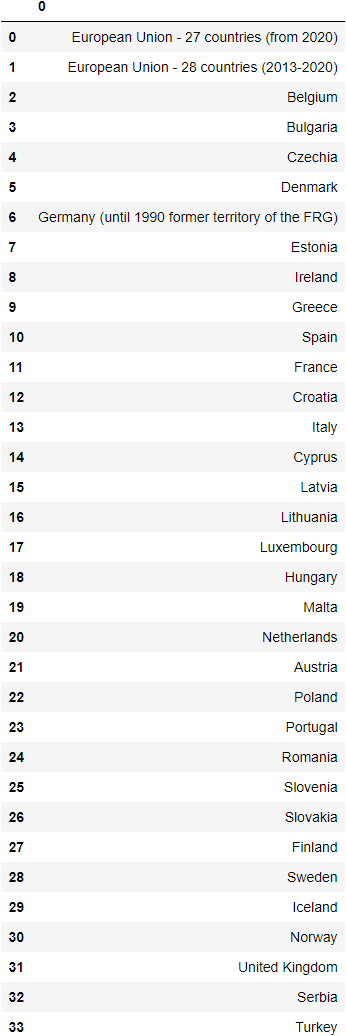 0
0 European Union - 27 countries (from 2020)
1 European Union - 28 countries (2013-2020)
2 Belgium
3 Bulgaria
4 Czechia
5 Denmark
6 Germany (until 1990 former territory of the FRG)
7 Estonia
8 Ireland
9 Greece
10 Spain
11 France
12 Croatia
13 Italy
14 Cyprus
15 Latvia
16 Lithuania
17 Luxembourg
18 Hungary
19 Malta
20 Netherlands
21 Austria
22 Poland
23 Portugal
24 Romania
25 Slovenia
26 Slovakia
27 Finland
28 Sweden
29 Iceland
30 Norway
31 United Kingdom
32 Serbia
33 Turkey